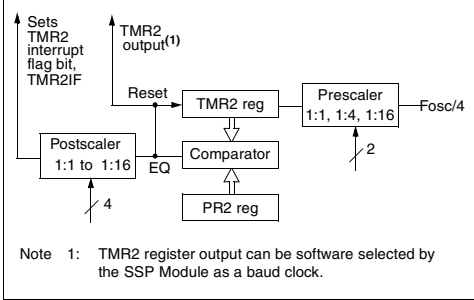 Sets
TMR2
interrupt
flag bit,
TMR2IF
TMR2
output(1)
Reset
TMR2 reg
Prescaler
1:1, 1:4, 1:16
Fosc/4
2
Postscaler
1:1 to 1:16
EQ
Comparator
4
PR2 reg
Note 1: TMR2 register output can be software selected by
the SSP Module as a baud clock.